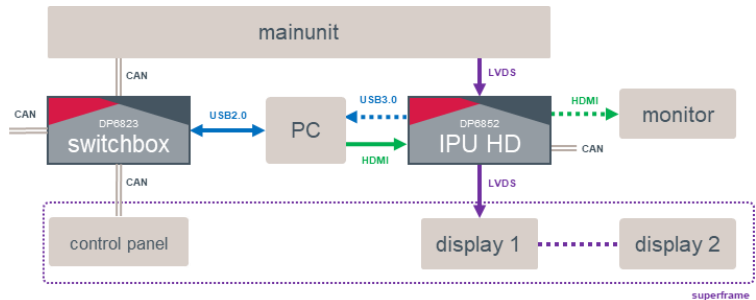 mainunit
CAN
LVDS
CAN
DP6823
switchbox
USB2.0
PC
USB3.0
HDMI
DP6852
IPU HD
HDMI
monitor
CAN
CAN
LVDS
control panel
display 1
display 2
superframe